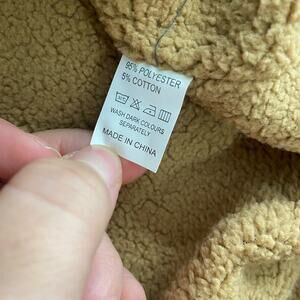 95% POLYESTER
5% COTTON
WASH DARK COLOURS
SEPARATELY
MADE IN CHINA